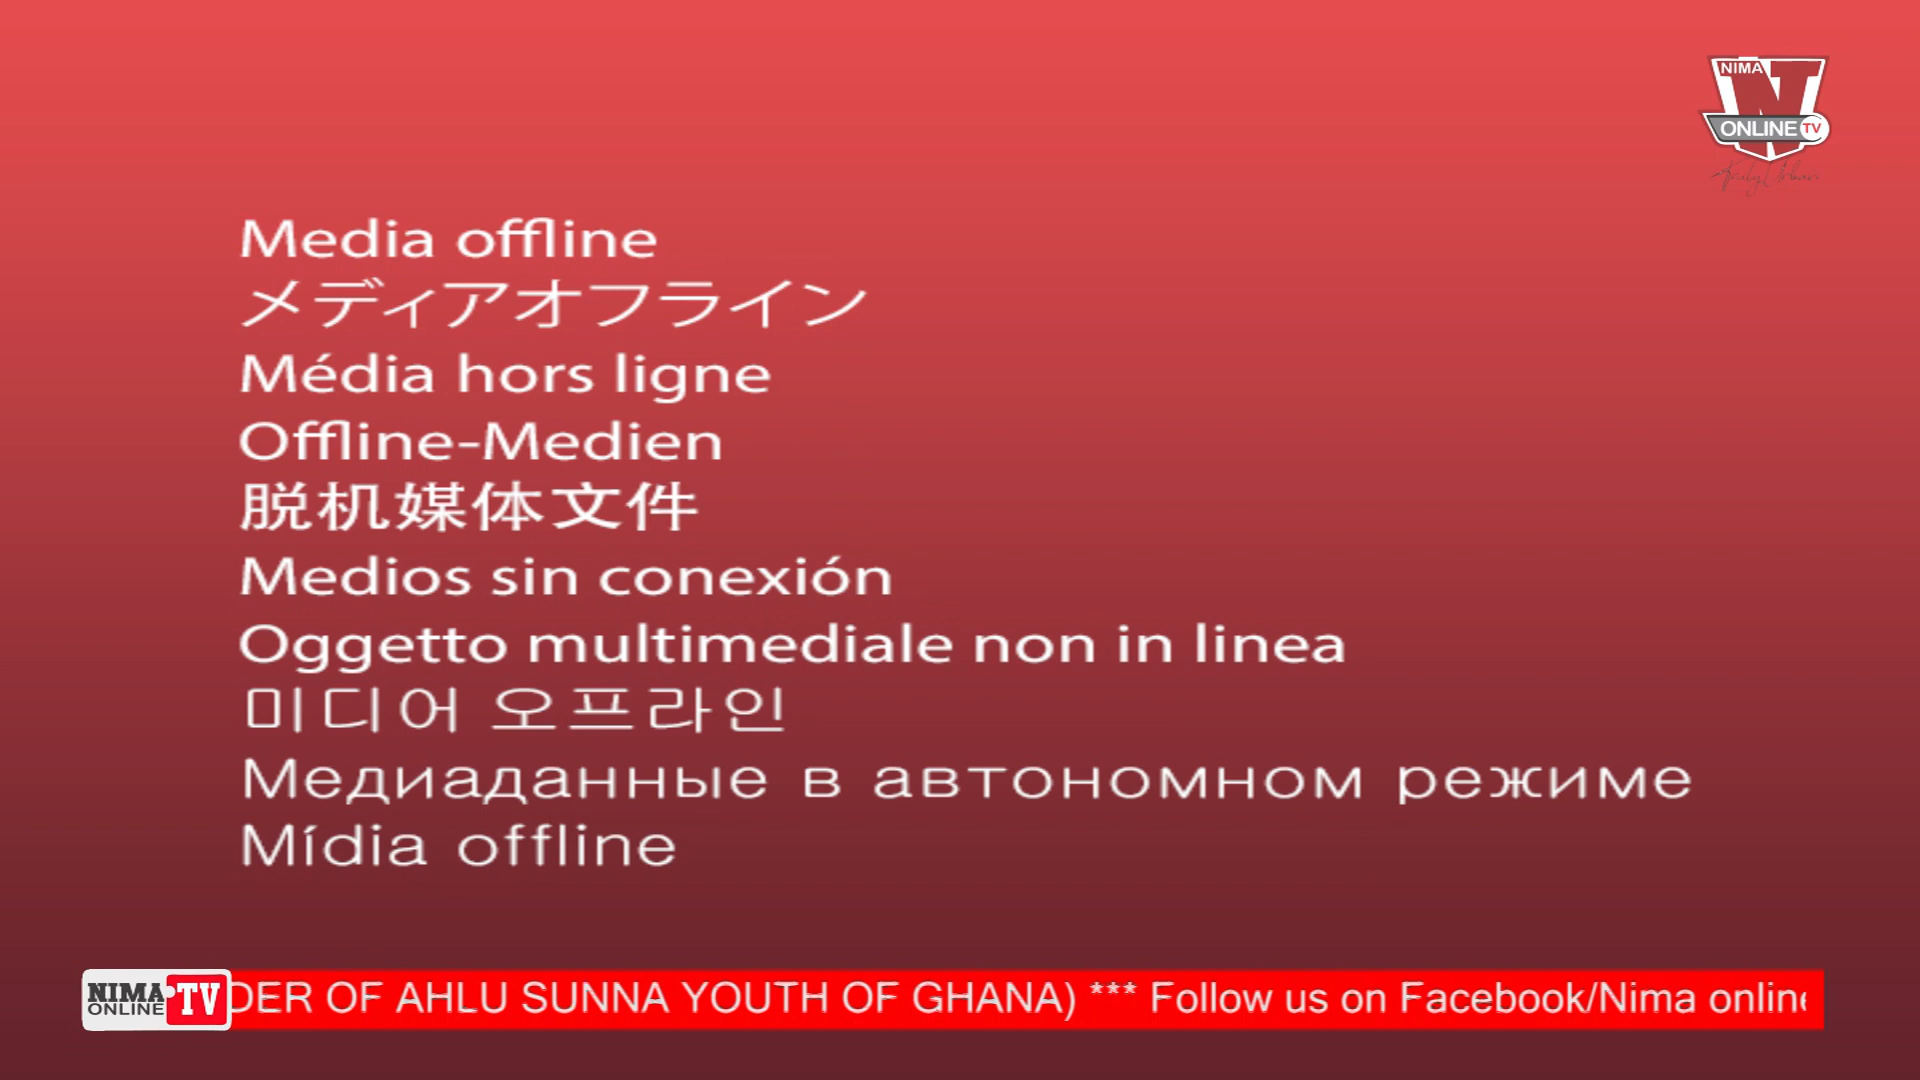 NIMA
ONLINE TV
Media offline
メディアオフライン
Média hors ligne
Offline-Medien
脱机媒体文件
Medios sin conexión
Oggetto multimediale non in linea
미디어 오프라인
Медиаданные в автономном режиме
Mídia offline
NIMA ONLINE TV
DER OF AHLU SUNNA YOUTH OF GHANA) *** Follow us on Facebook/Nima online